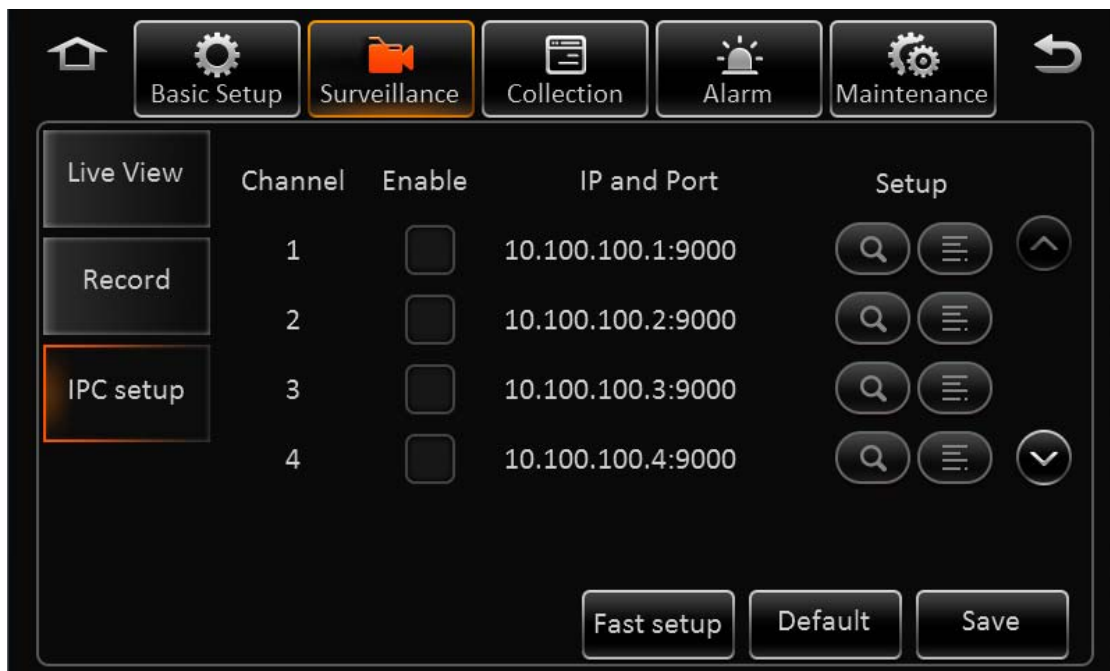 Basic Setup Surveillance Collection Alarm Maintenance
Live View
Record
IPC setup
Channel Enable IP and Port Setup
1 10.100.100.1:9000
2 10.100.100.2:9000
3 10.100.100.3:9000
4 10.100.100.4:9000
Fast setup Default Save